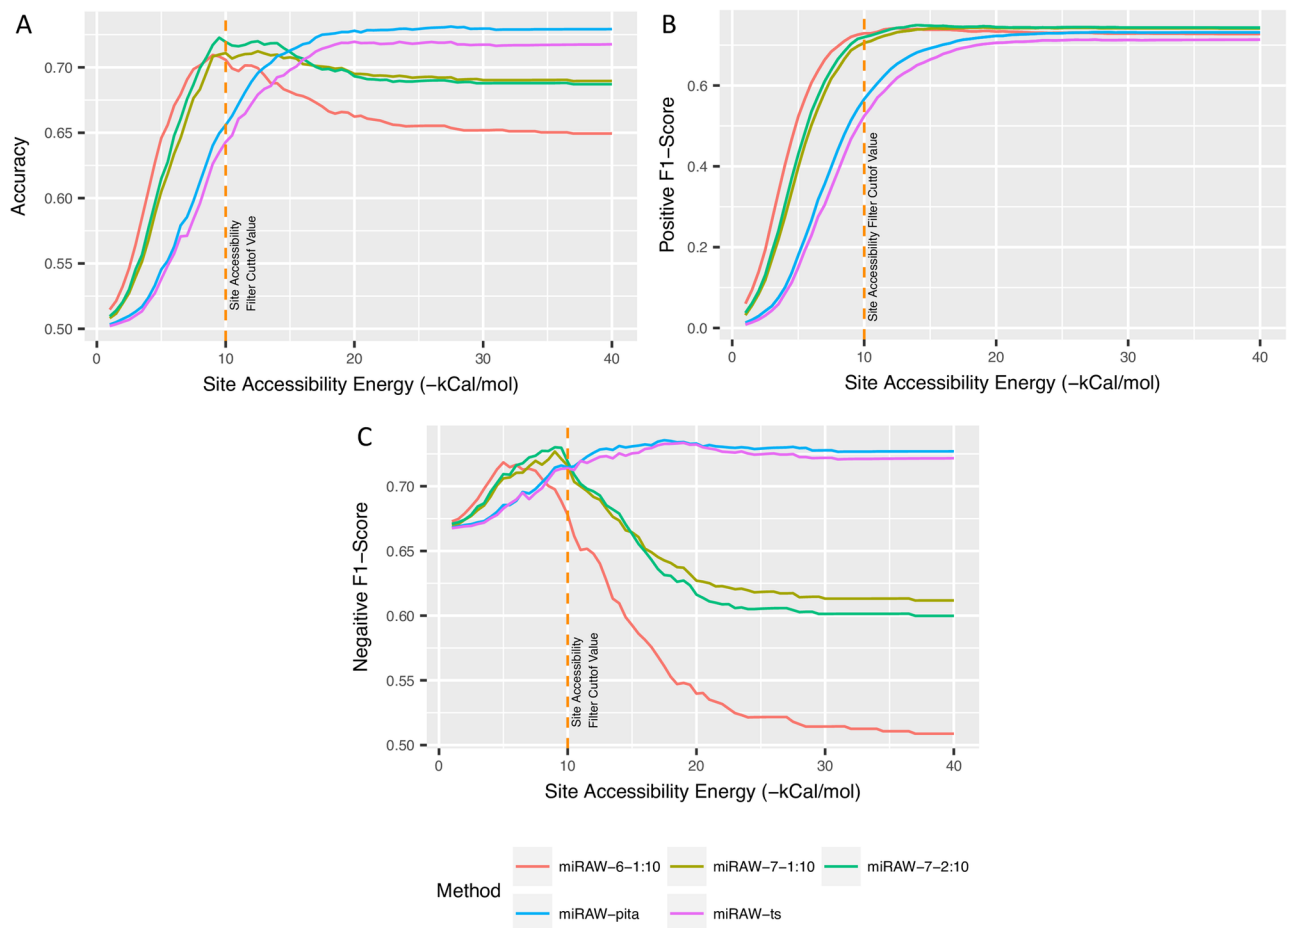 A
0.70
0.65
0.60
0.55
0.50
Accuracy
Site Accessibility
Filter Cuttof Value
0
10
20
30
40
Site Accessibility Energy (−kCal/mol)
B
0.6
0.4
0.2
0.0
Positive F1−Score
Site Accessibility Filter Cuttof Value
0
10
20
30
40
Site Accessibility Energy (−kCal/mol)
C
0.70
0.65
0.60
0.55
0.50
Negaitive F1−Score
Site Accessibility
Filter Cuttof Value
0
10
20
30
40
Site Accessibility Energy (−kCal/mol)
Method
miRAW−6−1:10
miRAW−7−1:10
miRAW−7−2:10
miRAW−pita
miRAW−ts